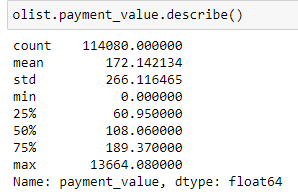 olist.payment_value.describe()
count    114080.000000
mean        172.142134
std         266.116465
min           0.000000
25%          60.950000
50%         108.060000
75%         189.370000
max       13664.080000
Name: payment_value, dtype: float64